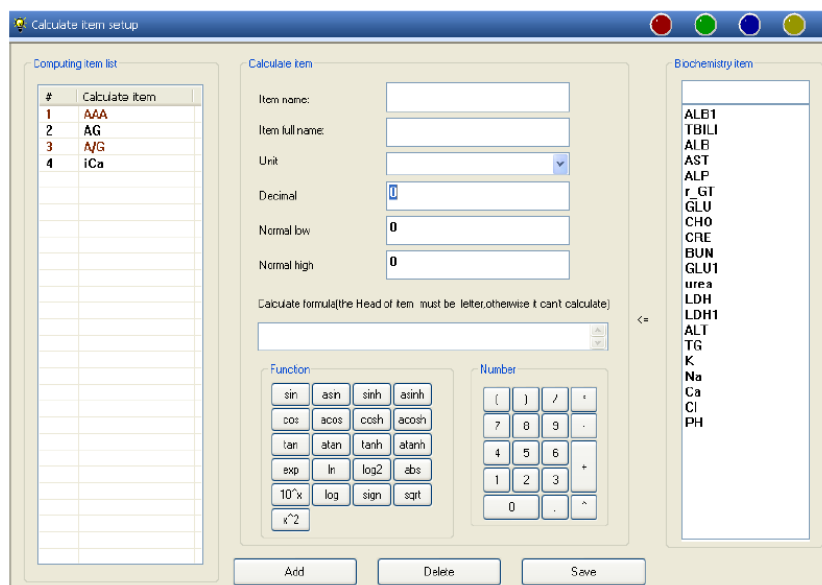 Calculate item setup
Computing item list
# Calculate item
1 AAA
2 AG
3 A/G
4 iCa
Calculate item
Item name:
Item full name:
Unit
Decimal 0
Normal low 0
Normal high 0
Calculate formula(the Head of item must be letter,otherwise it can't calculate)
Function
sin asin sinh asinh
cos acos cosh acosh
tan atan tanh atanh
exp ln log2 abs
10^x log sign sqrt
x^2
Number
( ) / *
7 8 9 -
4 5 6
+
1 2 3
0 . ^
<=
Biochemistry item
ALB1
TBILI
ALB
AST
ALP
r_GT
GLU
CHO
CRE
BUN
GLU1
urea
LDH
LDH1
ALT
TG
K
Na
Ca
Cl
PH
Add Delete Save